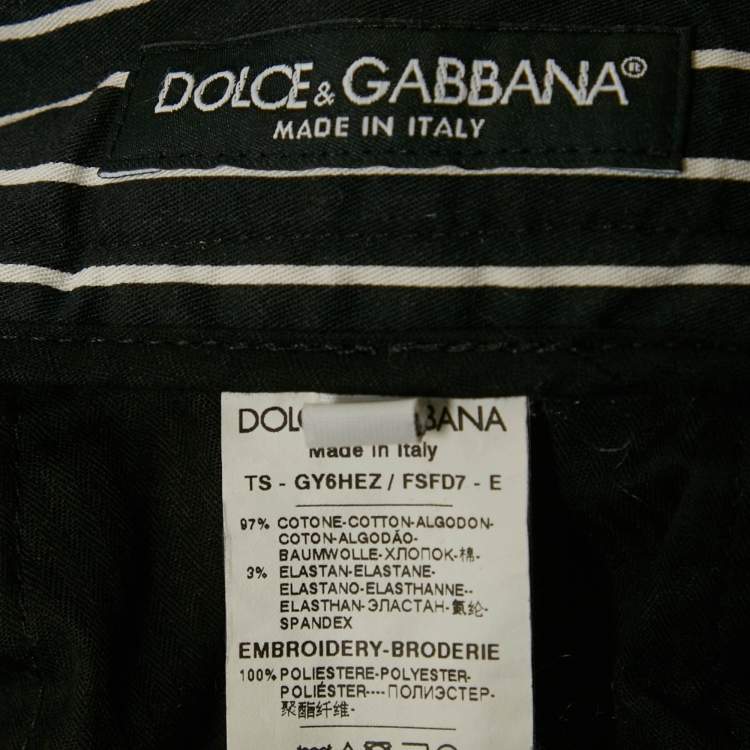 DOLCE&GABBANA®
MADE IN ITALY
Made in Italy
TS - GY6HEZ / FSFD7 - E
97% COTONE-COTTON-ALGODON-
COTON-ALGODÃO-
BAUMWOLLE-ХЛОПОК-棉-
3% ELASTAN-ELASTANE-
ELASTANO-ELASTHANNE--
ELASTHAN-ЭЛАСТАН-氨纶-
SPANDEX
EMBROIDERY-BRODERIE
100% POLIESTERE-POLYESTER-
POLIÉSTER----ПОЛИЭСТЕР-
聚酯纤维-